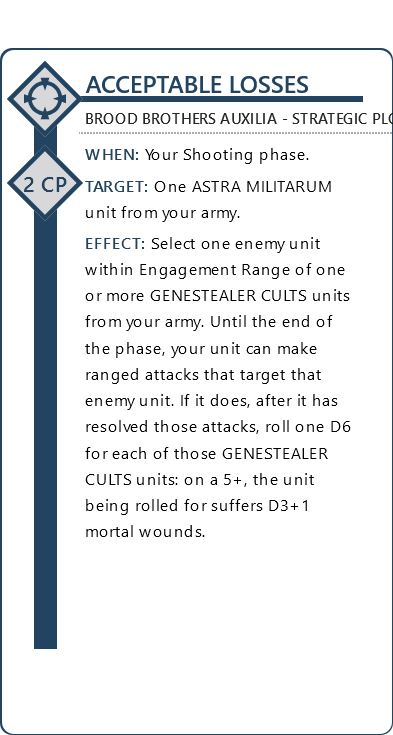 ACCEPTABLE LOSSES
BROOD BROTHERS AUXILIA - STRATEGIC
2 CP
WHEN: Your Shooting phase.
TARGET: One ASTRA MILITARUM
unit from your army.
EFFECT: Select one enemy unit
within Engagement Range of one
or more GENESTEALER CULTS units
from your army. Until the end of
the phase, your unit can make
ranged attacks that target that
enemy unit. If it does, after it has
resolved those attacks, roll one D6
for each of those GENESTEALER
CULTS units: on a 5+, the unit
being rolled for suffers D3+1
mortal wounds.